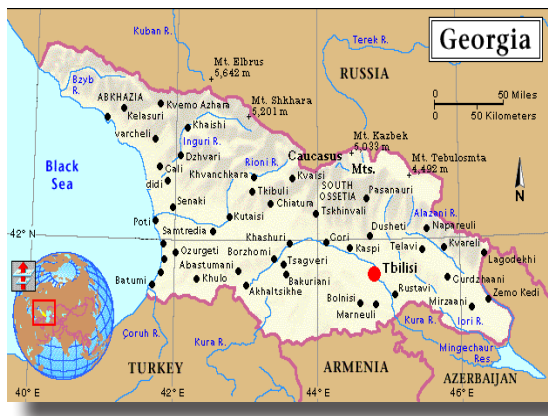 Georgia
Kuban R.
Terek R.
Mt. Elbrus
5,642 m
RUSSIA
0 50 Miles
0 50 Kilometers
Bzyb
R.
ABKHAZIA
Kvemo Azhara
Kelasuri
Mt. Shkhara
5,201 m
Khaishi
varcheli
Inguri R.
Mt. Kazbek
5,033 m
Dzhvari
Rioni R.
Caucasus
Mts.
Mt. Tebulosmta
4,492 m
Black
Sea
Gali
didi
Khvanchkara
Kvaisi
Tkibuli
SOUTH
OSSETIA
Pasanauri
N
Senaki
Chiatura
Tskhinvali
Alazani R.
Poti
Kutaisi
Samtredia
Dusheti
Napareuli
42°N
42°N
Khashuri
Gori
Kaspi
Telavi
Kvareli
Lagodekhi
Ozurgeti
Borzhomi
Tsagveri
Tbilisi
Abastumani
Batumi
Khulo
Bakuriani
Gurdzhaani
Akhaltsikhe
Rustavi
Zemo Kedi
Bolnisi
Mirzaani
Marneuli
Kura R.
Iori R.
Çoruh R.
Kura R.
Mingechaur
Res.
TURKEY
ARMENIA
AZERBAIJAN
40°E
42°E
44°E
46°E